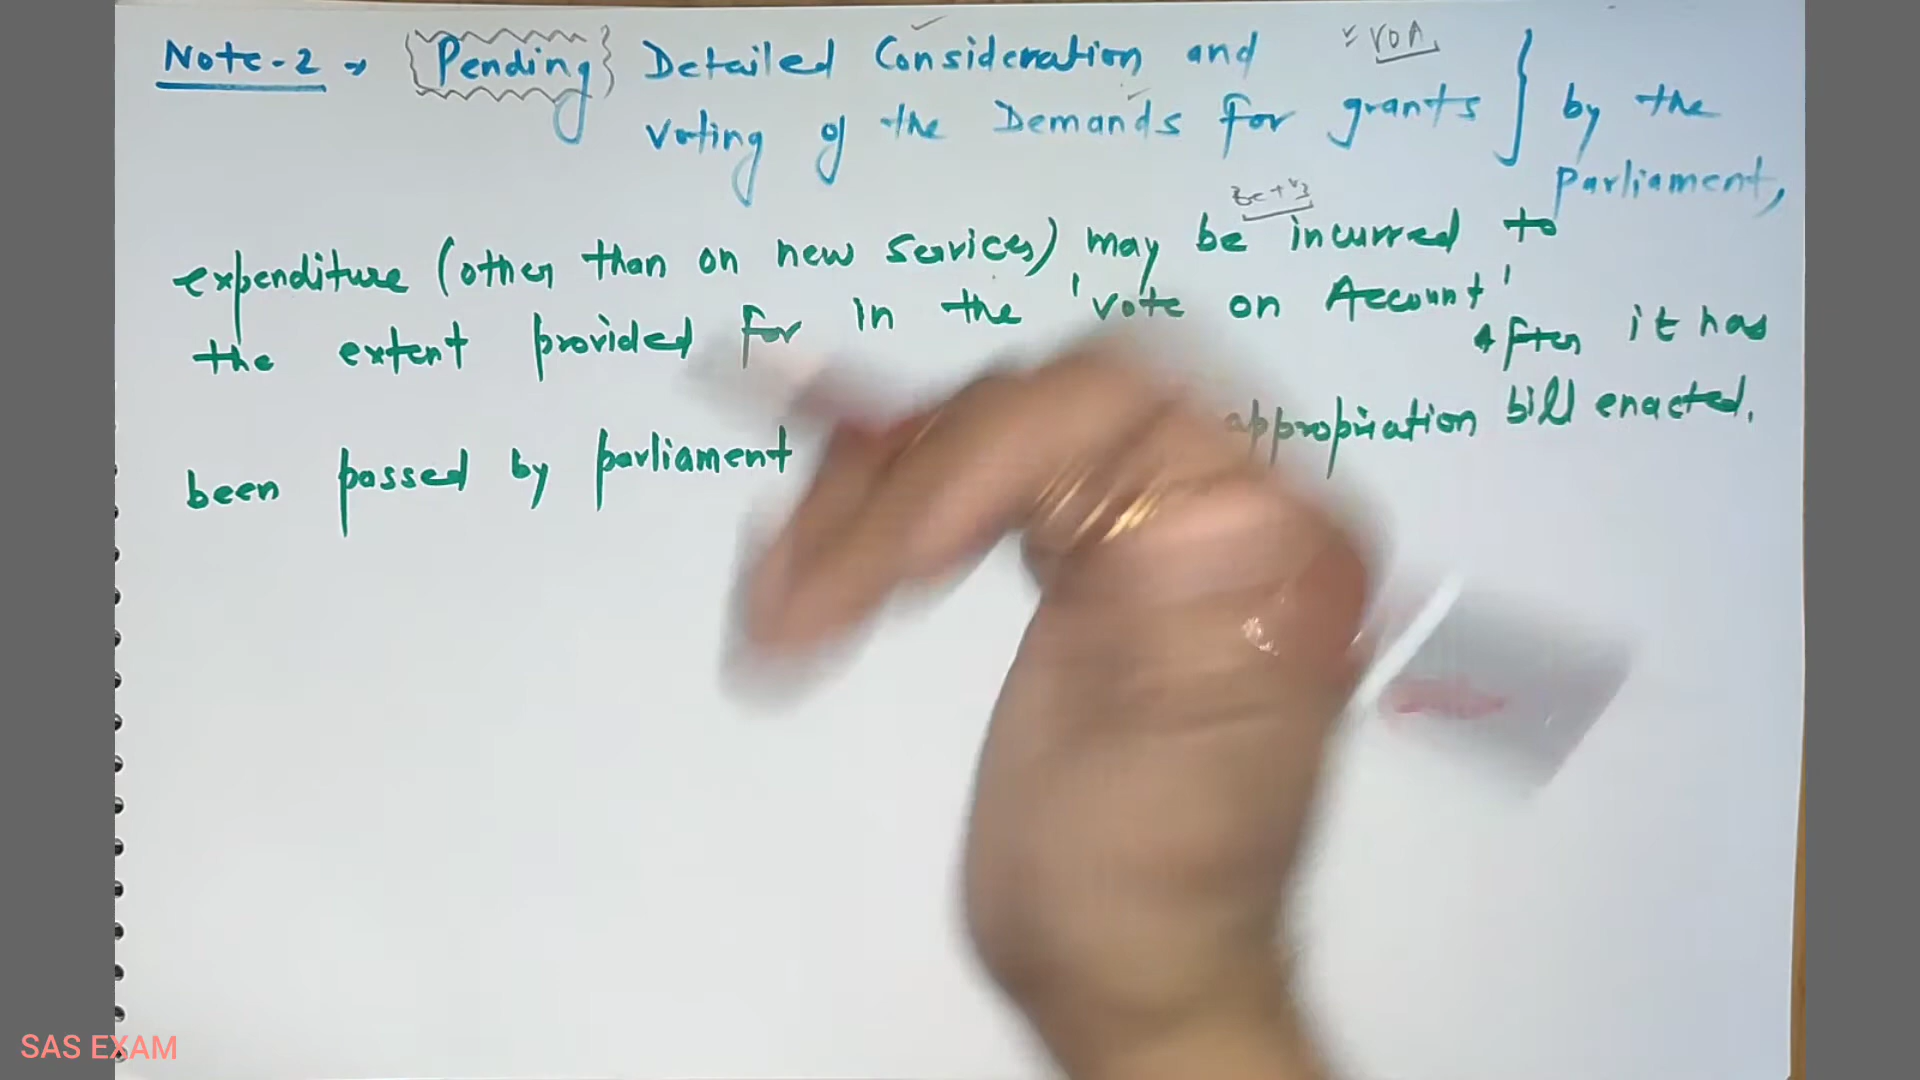 ✓VOA
Note-2 → {Pending} Detailed Consideration and
voting of the Demands for grants } by the
Parliament,
expenditure (other than on new services) may be incurred to
the extent provided for in the 'Vote on Account' After it has
been passed by parliament appropriation bill enacted.
SAS EXAM